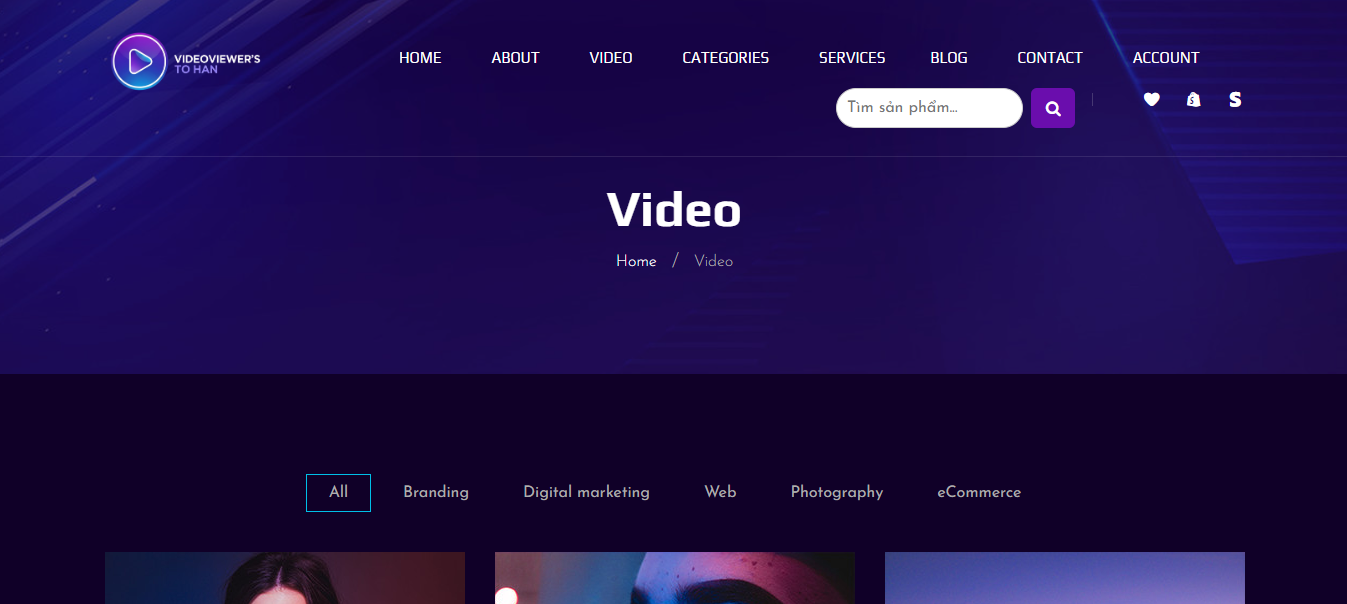 VIDEOVIEWER'S
TO HAN
HOME ABOUT VIDEO CATEGORIES SERVICES BLOG CONTACT ACCOUNT
Tìm sản phẩm...
Video
Home / Video
All Branding Digital marketing Web Photography eCommerce